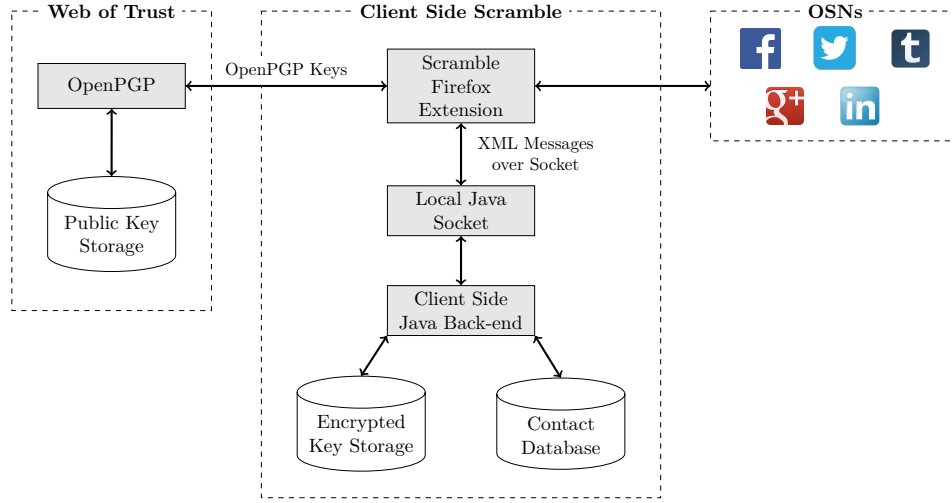 Web of Trust
Client Side Scramble
OSNs
OpenPGP
OpenPGP Keys
Scramble
Firefox
Extension
f
t
g+
in
XML Messages
over Socket
Public Key
Storage
Local Java
Socket
Client Side
Java Back-end
Encrypted
Key Storage
Contact
Database